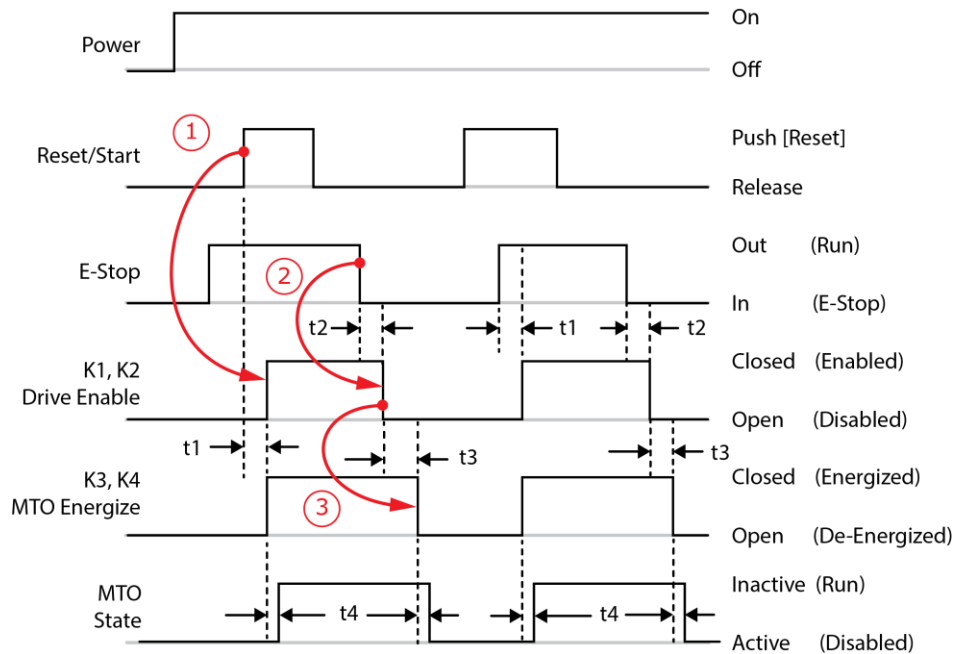 Power
On
Off
1
Reset/Start
Push [Reset]
Release
E-Stop
2
Out (Run)
In (E-Stop)
t2
t1
t2
K1, K2
Drive Enable
Closed (Enabled)
Open (Disabled)
t1
t3
t3
K3, K4
MTO Energize
3
Closed (Energized)
Open (De-Energized)
MTO
State
t4
t4
Inactive (Run)
Active (Disabled)